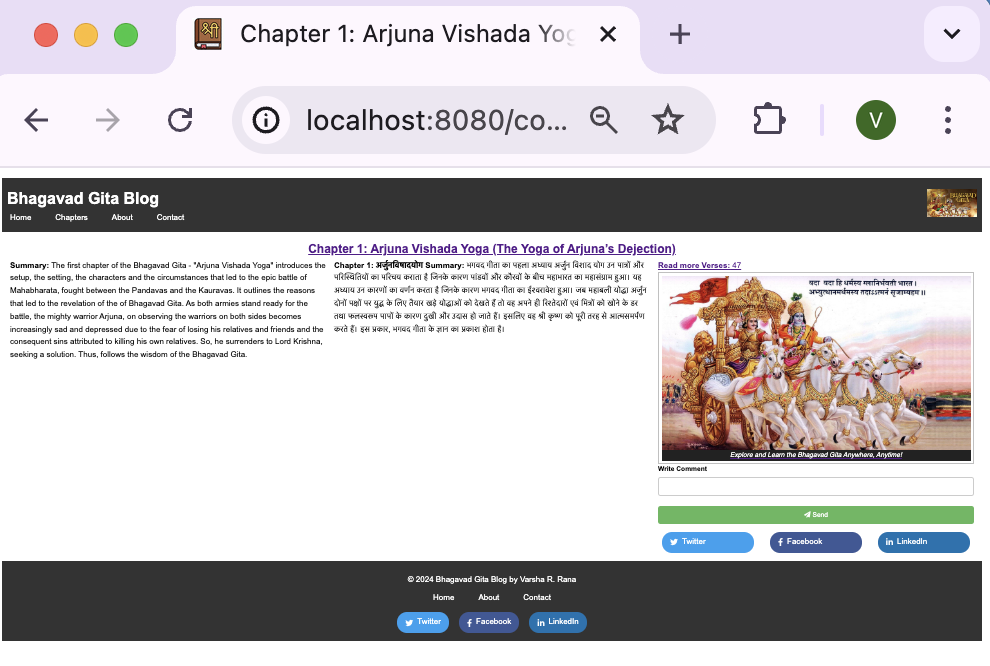 Chapter 1: Arjuna Vishada Yog
V
localhost:8080/co...
Bhagavad Gita Blog
Home Chapters About Contact
Chapter 1: Arjuna Vishada Yoga (The Yoga of Arjuna's Dejection)
Summary: The first chapter of the Bhagavad Gita - "Arjuna Vishada Yoga" introduces the
setup, the setting, the characters and the circumstances that led to the epic battle of
Mahabharata, fought between the Pandavas and the Kauravas. It outlines the reasons
that led to the revelation of the of Bhagavad Gita. As both armies stand ready for the
battle, the mighty warrior Arjuna, on observing the warriors on both sides becomes
increasingly sad and depressed due to the fear of losing his relatives and friends and the
consequent sins attributed to killing his own relatives. So, he surrenders to Lord Krishna,
seeking a solution. Thus, follows the wisdom of the Bhagavad Gita.
Chapter 1: अर्जुनविषादयोग Summary: भगवद गीता का पहला अध्याय अर्जुन विशाद योग उन पात्रों और
परिस्थितियों का परिचय कराता है जिनके कारण पांडवों और कौरवों के बीच महाभारत का महासंग्राम हुआ। यह
अध्याय उन कारणों का वर्णन करता है जिनके कारण भगवद गीता का ईश्वरावेश हुआ। जब महाबली योद्धा अर्जुन
दोनों पक्षों पर युद्ध के लिए तैयार खड़े योद्धाओं को देखते हैं तो वह अपने ही रिश्तेदारों एवं मित्रों को खोने के डर
तथा फलस्वरूप पापों के कारण दुखी और उदास हो जाते हैं। इसलिए वह श्री कृष्ण को पूरी तरह से आत्मसमर्पण
करते हैं। इस प्रकार, भगवद गीता के ज्ञान का प्रकाश होता है।
Read more Verses: 47
यदा यदा हि धर्मस्य ग्लानिर्भवती भारत।
Explore and Learn the Bhagavad Gita Anywhere, Anytime!
Write Comment
Send
Twitter Facebook LinkedIn
© 2024 Bhagavad Gita Blog by Varsha R. Rana
Home About Contact
Twitter Facebook LinkedIn